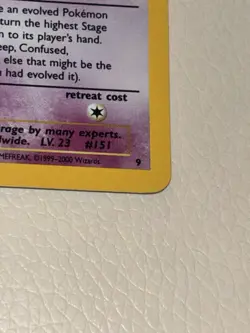 e an evolved Pokémon
turn the highest Stage
n to its player's hand.
eep, Confused,
else that might be the
n had evolved it).
retreat cost
rage by many experts.
dwide. LV. 23 #151
MEFREAK, ©1999-2000 Wizards. 9